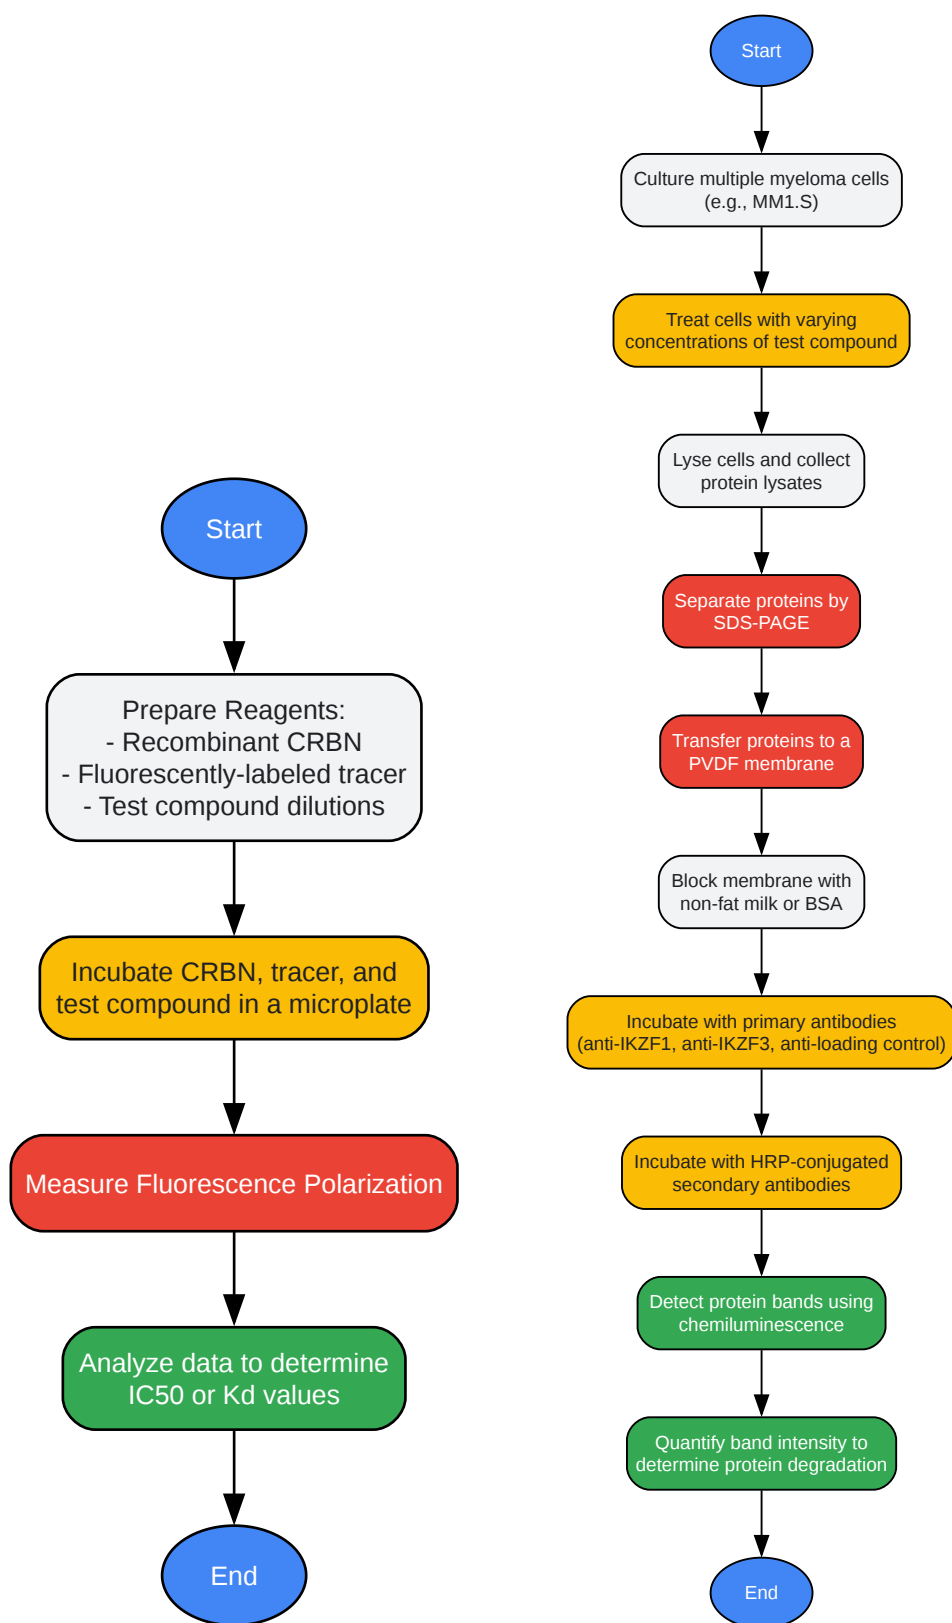 Start
Prepare Reagents:
- Recombinant CRBN
- Fluorescently-labeled tracer
- Test compound dilutions
Incubate CRBN, tracer, and
test compound in a microplate
Measure Fluorescence Polarization
Analyze data to determine
IC50 or Kd values
End
Start
Culture multiple myeloma cells
(e.g., MM1.S)
Treat cells with varying
concentrations of test compound
Lyse cells and collect
protein lysates
Separate proteins by
SDS-PAGE
Transfer proteins to a
PVDF membrane
Block membrane with
non-fat milk or BSA
Incubate with primary antibodies
(anti-IKZF1, anti-IKZF3, anti-loading control)
Incubate with HRP-conjugated
secondary antibodies
Detect protein bands using
chemiluminescence
Quantify band intensity to
determine protein degradation
End